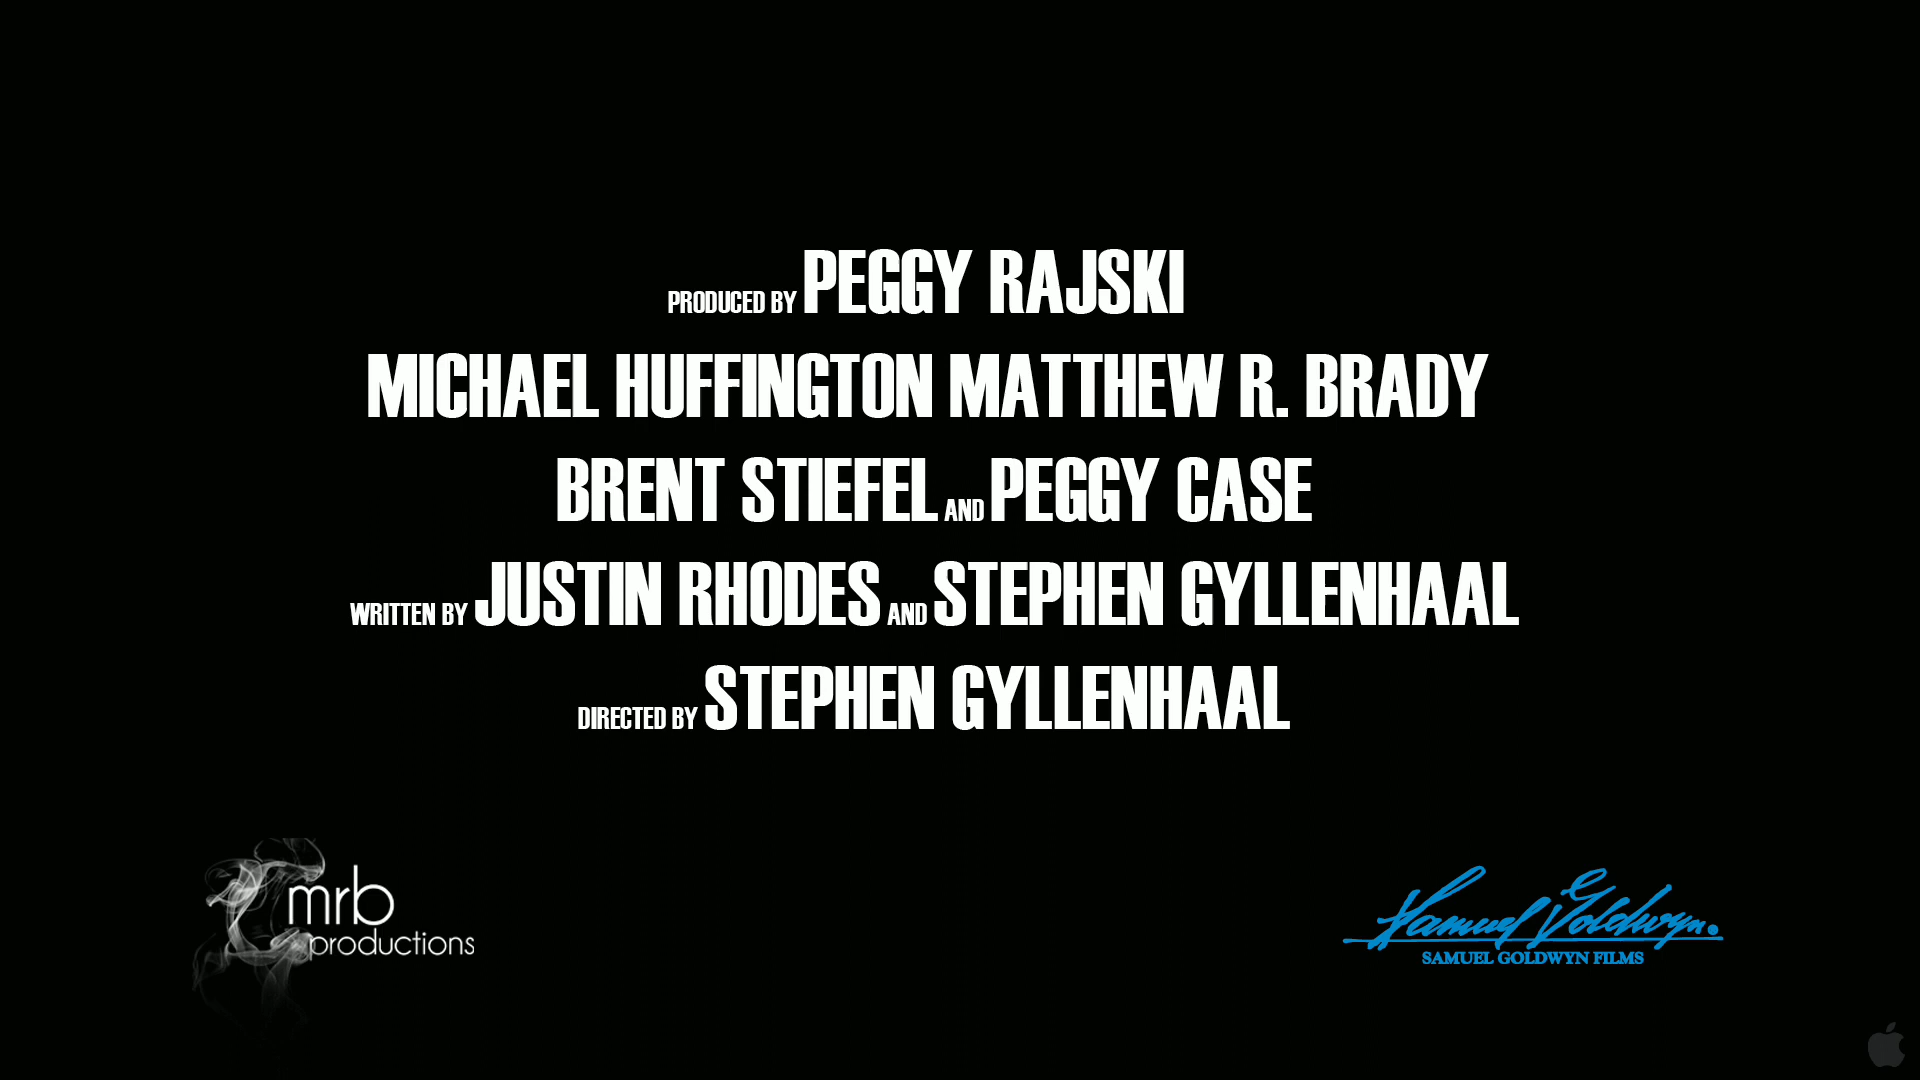 PRODUCED BY PEGGY RAJSKI
MICHAEL HUFFINGTON MATTHEW R. BRADY
BRENT STIEFEL AND PEGGY CASE
WRITTEN BY JUSTIN RHODES AND STEPHEN GYLLENHAAL
DIRECTED BY STEPHEN GYLLENHAAL
mrb
productions
Samuel Goldwyn.
SAMUEL GOLDWYN FILMS